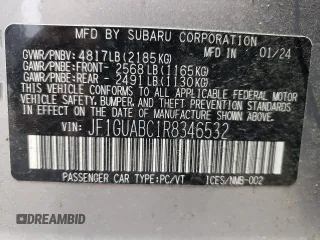 MFD BY SUBARU CORPORATION 01/24
GVWR/PNBV: 4817LB (2185KG)
GAWR/PNBE:FRONT- 2568LB (1165KG)
GAWR/PNBE:REAR - 2491LB (1130KG)
THIS VEHICLE CONFORMS TO ALL
APPLICABLE FEDERAL MOTOR VEHICLE
SAFETY, BUMPER, AND THEFT
PREVENTION STANDARDS IN EFFECT
ON THE DATE OF MANUFACTURE
SHOWN ABOVE.
VIN: JF1GUABC1R8346532
PASSENGER CAR TYPE:PC/VT ICES/NMB-002
DREAMBID